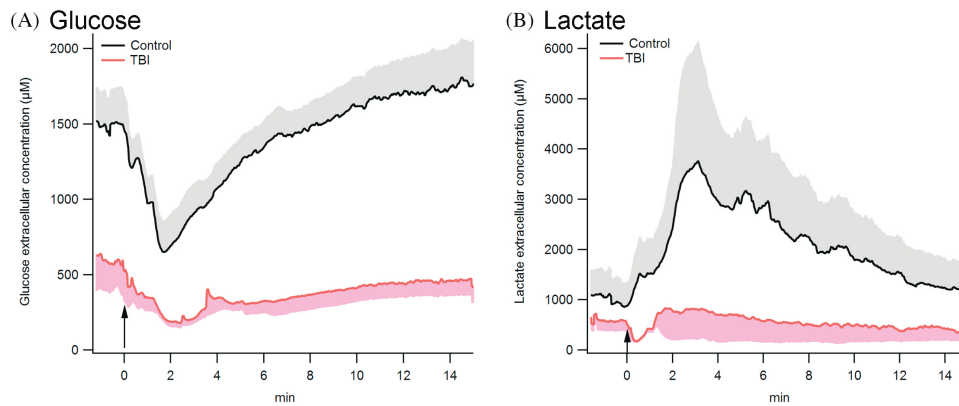 (A) Glucose
2000
1500
1000
500
0
Glucose extracellular concentration (µM)
Control
TBI
0 2 4 6 8 10 12 14
min
(B) Lactate
6000
5000
4000
3000
2000
1000
0
Lactate extracellular concentration (µM)
Control
TBI
0 2 4 6 8 10 12 14
min